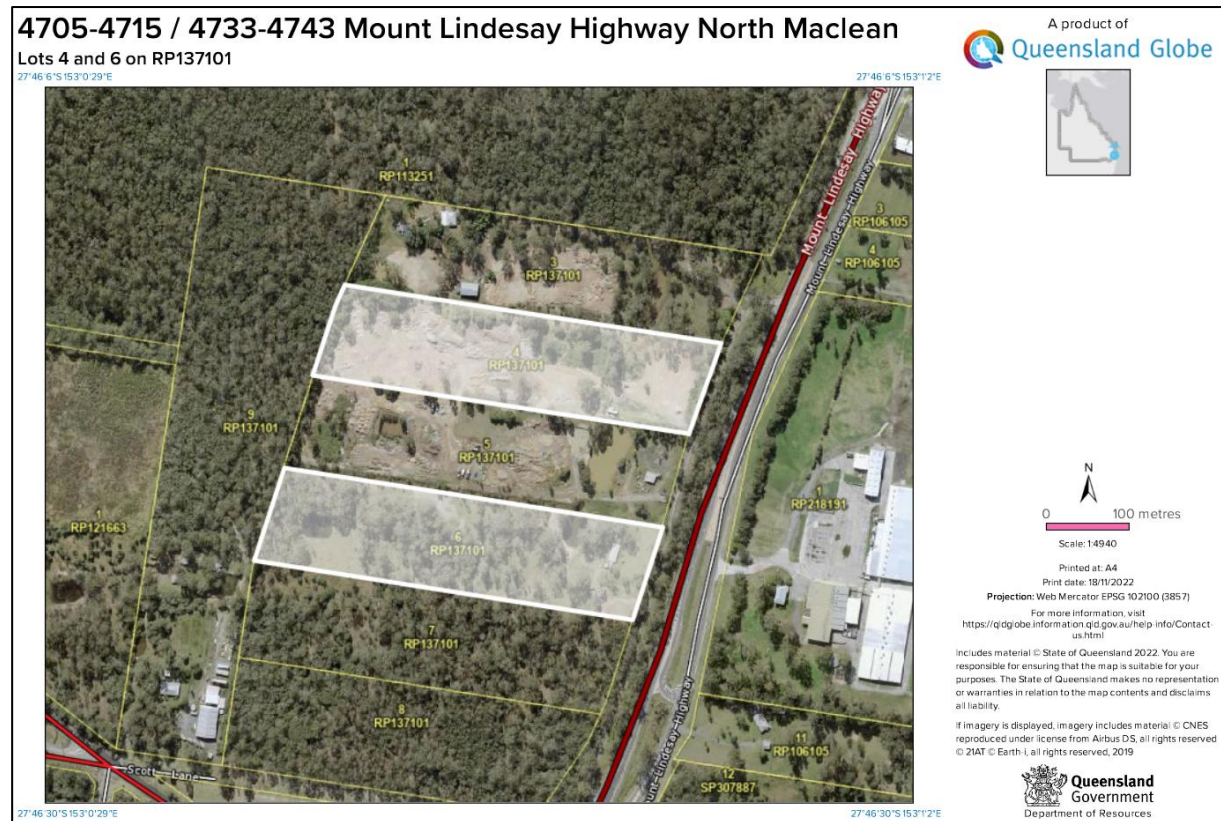 4705-4715 / 4733-4743 Mount Lindesay Highway North Maclean
Lots 4 and 6 on RP137101
27°46'6"S 153°0'29"E
27°46'6"S 153°1'2"E
1
RP113251
Mount Lindesay Highway
Mount-Lindesay-Highway
3
RP106105
4
RP106105
3
RP137101
4
RP137101
9
RP137101
5
RP137101
1
RP121663
1
RP218191
6
RP137101
7
RP137101
8
RP137101
11
RP106105
12
SP307887
Scott Lane
unt-Lindesay-Highway
27°46'30"S 153°0'29"E
27°46'30"S 153°1'2"E
A product of
Queensland Globe
N
0 100 metres
Scale: 1:4940
Printed at: A4
Print date: 18/11/2022
Projection: Web Mercator EPSG 102100 (3857)
For more information, visit
https://qldglobe.information.qld.gov.au/help-info/Contact-
us.html
Includes material © State of Queensland 2022. You are
responsible for ensuring that the map is suitable for your
purposes. The State of Queensland makes no representation
or warranties in relation to the map contents and disclaims
all liability.
If imagery is displayed, imagery includes material © CNES
reproduced under license from Airbus DS, all rights reserved
© 21AT © Earth-i, all rights reserved, 2019
Queensland
Government
Department of Resources